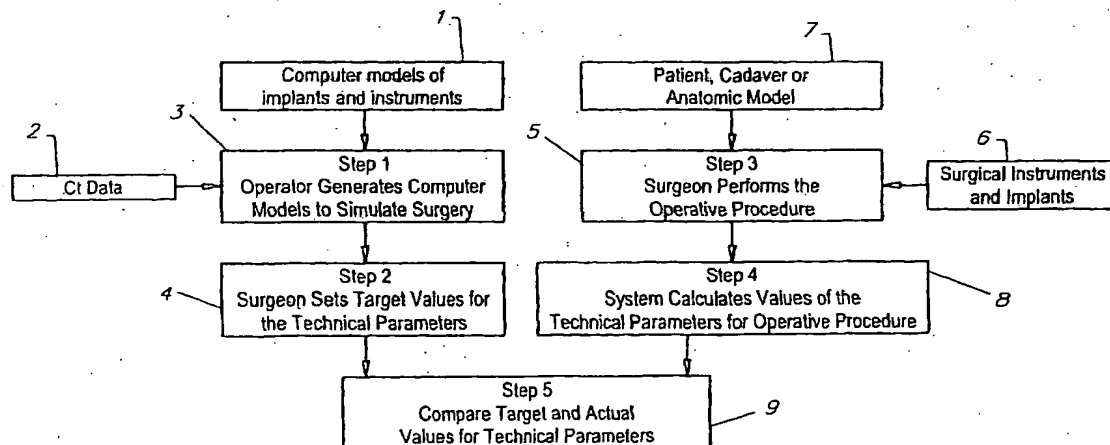 1
7
Computer models of
implants and instruments
Patient, Cadaver or
Anatomic Model
2
3
5
6
Ct Data
Step 1
Operator Generates Computer
Models to Simulate Surgery
Step 3
Surgeon Performs the
Operative Procedure
Surgical Instruments
and Implants
4
Step 2
Surgeon Sets Target Values for
the Technical Parameters
Step 4
System Calculates Values of the
Technical Parameters for Operative Procedure
8
Step 5
Compare Target and Actual
Values for Technical Parameters
9